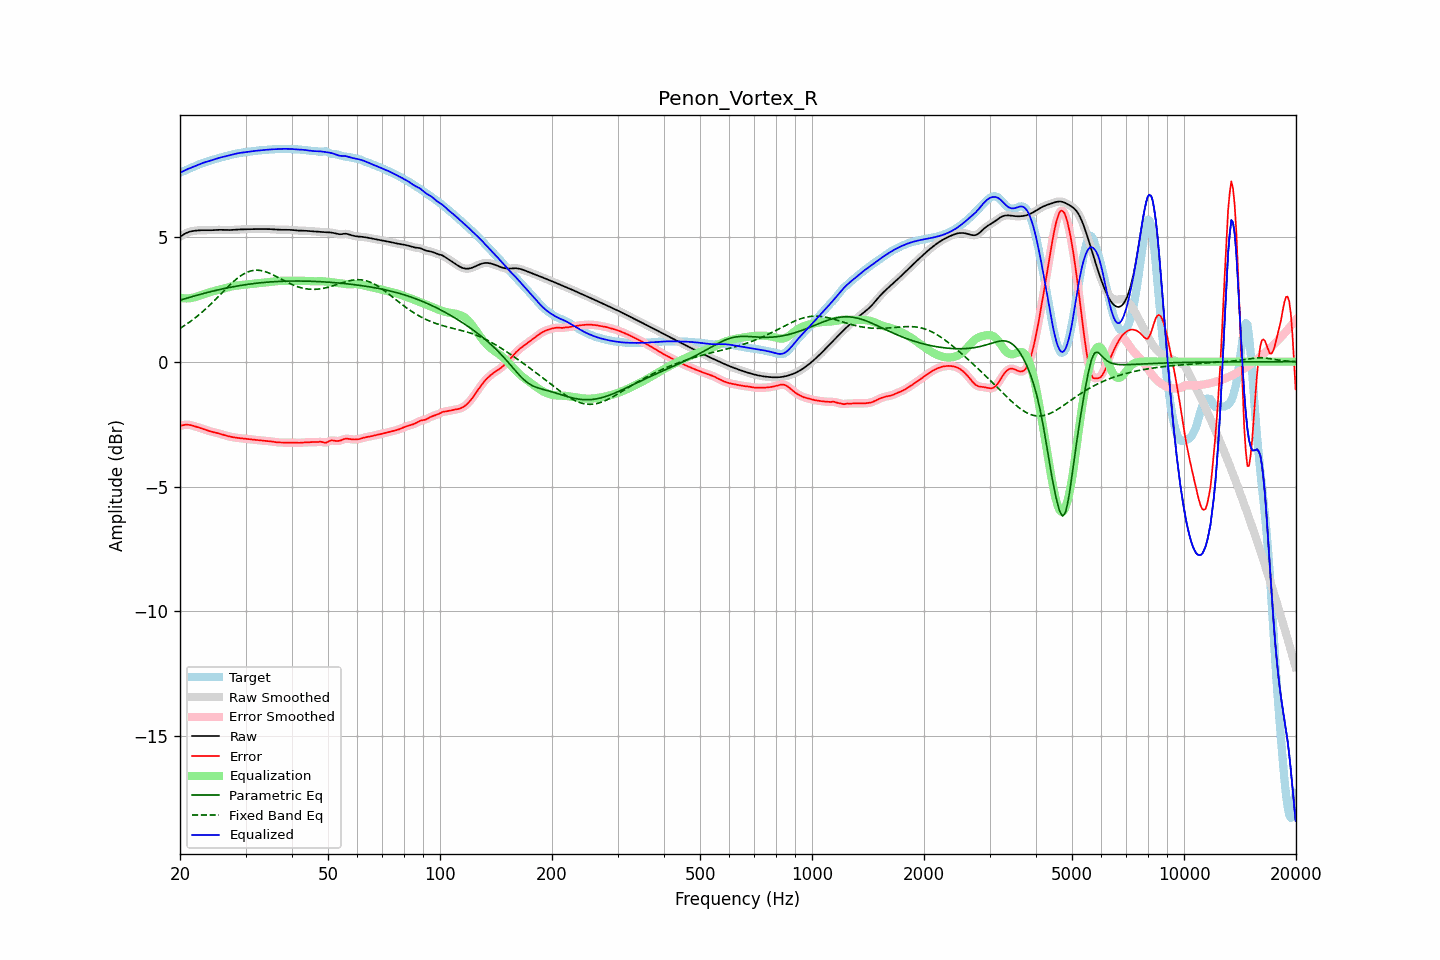 Penon_Vortex_R
5
0
−5
−10
−15
Amplitude (dBr)
Target
Raw Smoothed
Error Smoothed
Raw
Error
Equalization
Parametric Eq
Fixed Band Eq
Equalized
20 50 100 200 500 1000 2000 5000 10000 20000
Frequency (Hz)